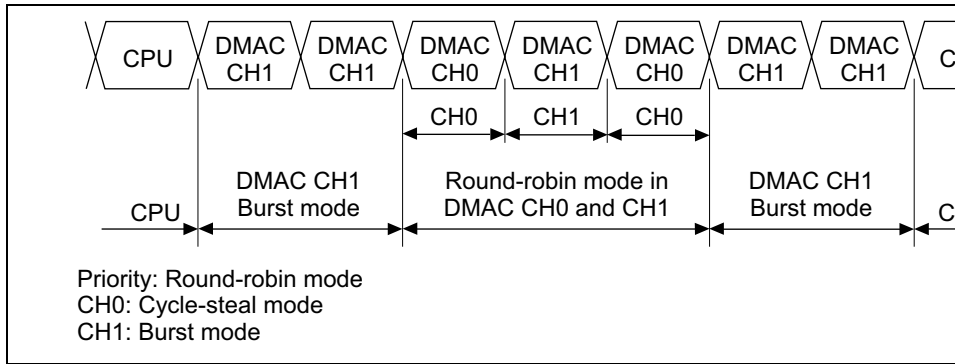 CPU DMAC CH1 DMAC CH1 DMAC CH0 DMAC CH1 DMAC CH0 DMAC CH1 DMAC CH1 C
CH0 CH1 CH0
DMAC CH1 Round-robin mode in DMAC CH1
CPU Burst mode DMAC CH0 and CH1 Burst mode C
Priority: Round-robin mode
CH0: Cycle-steal mode
CH1: Burst mode